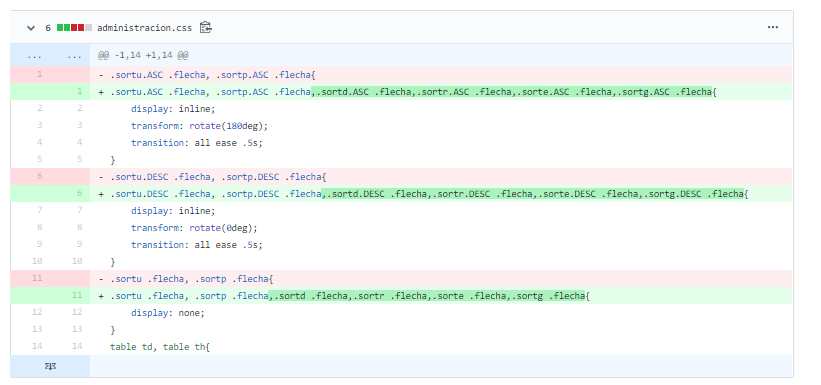 6 administracion.css ...
... ... @@ -1,14 +1,14 @@
1 - .sortu.ASC .flecha, .sortp.ASC .flecha{
1 + .sortu.ASC .flecha, .sortp.ASC .flecha,.sortd.ASC .flecha,.sortr.ASC .flecha,.sorte.ASC .flecha,.sortg.ASC .flecha{
2 2 display: inline;
3 3 transform: rotate(180deg);
4 4 transition: all ease .5s;
5 5 }
6 - .sortu.DESC .flecha, .sortp.DESC .flecha{
6 + .sortu.DESC .flecha, .sortp.DESC .flecha,.sortd.DESC .flecha,.sortr.DESC .flecha,.sorte.DESC .flecha,.sortg.DESC .flecha{
7 7 display: inline;
8 8 transform: rotate(0deg);
9 9 transition: all ease .5s;
10 10 }
11 - .sortu .flecha, .sortp .flecha{
11 + .sortu .flecha, .sortp .flecha,.sortd .flecha,.sortr .flecha,.sorte .flecha,.sortg .flecha{
12 12 display: none;
13 13 }
14 14 table td, table th{